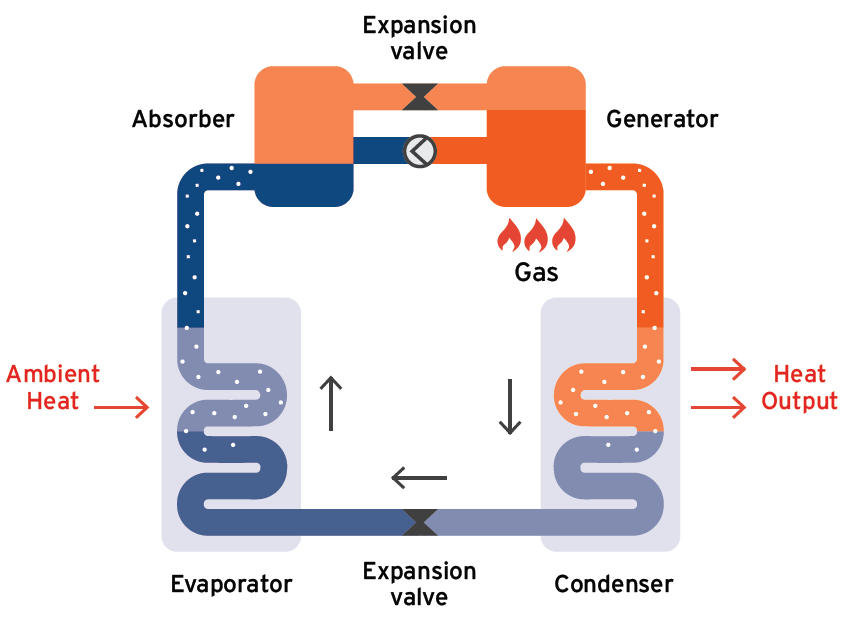 Expansion
valve
Absorber
Generator
Gas
Ambient
Heat
Heat
Output
Evaporator
Expansion
valve
Condenser